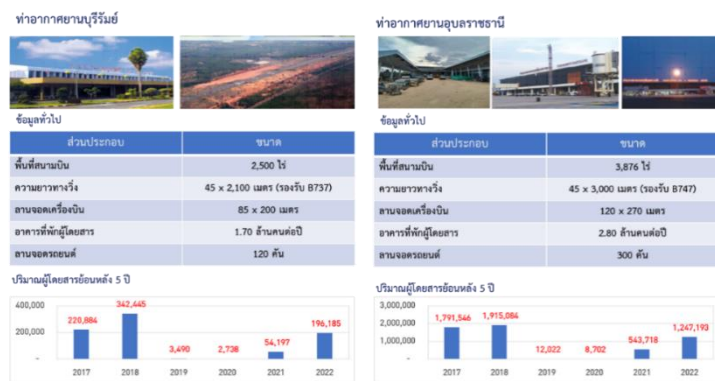 ท่าอากาศยานบุรีรัมย์
ข้อมูลทั่วไป
ส่วนประกอบ ขนาด
พื้นที่สนามบิน 2,500 ไร่
ความยาวทางวิ่ง 45 x 2,100 เมตร (รองรับ B737)
ลานจอดเครื่องบิน 85 x 200 เมตร
อาคารที่พักผู้โดยสาร 1.70 ล้านคนต่อปี
ลานจอดรถยนต์ 120 คัน
ปริมาณผู้โดยสารย้อนหลัง 5 ปี
400,000
200,000
-
220,884 342,445 3,490 2,738 54,197 196,185
2017 2018 2019 2020 2021 2022
ท่าอากาศยานอุบลราชธานี
ข้อมูลทั่วไป
ส่วนประกอบ ขนาด
พื้นที่สนามบิน 3,876 ไร่
ความยาวทางวิ่ง 45 x 3,000 เมตร (รองรับ B747)
ลานจอดเครื่องบิน 120 x 270 เมตร
อาคารที่พักผู้โดยสาร 2.80 ล้านคนต่อปี
ลานจอดรถยนต์ 300 คัน
ปริมาณผู้โดยสารย้อนหลัง 5 ปี
3,000,000
2,000,000
1,000,000
-
1,791,546 1,915,084 12,022 8,702 543,718 1,247,193
2017 2018 2019 2020 2021 2022